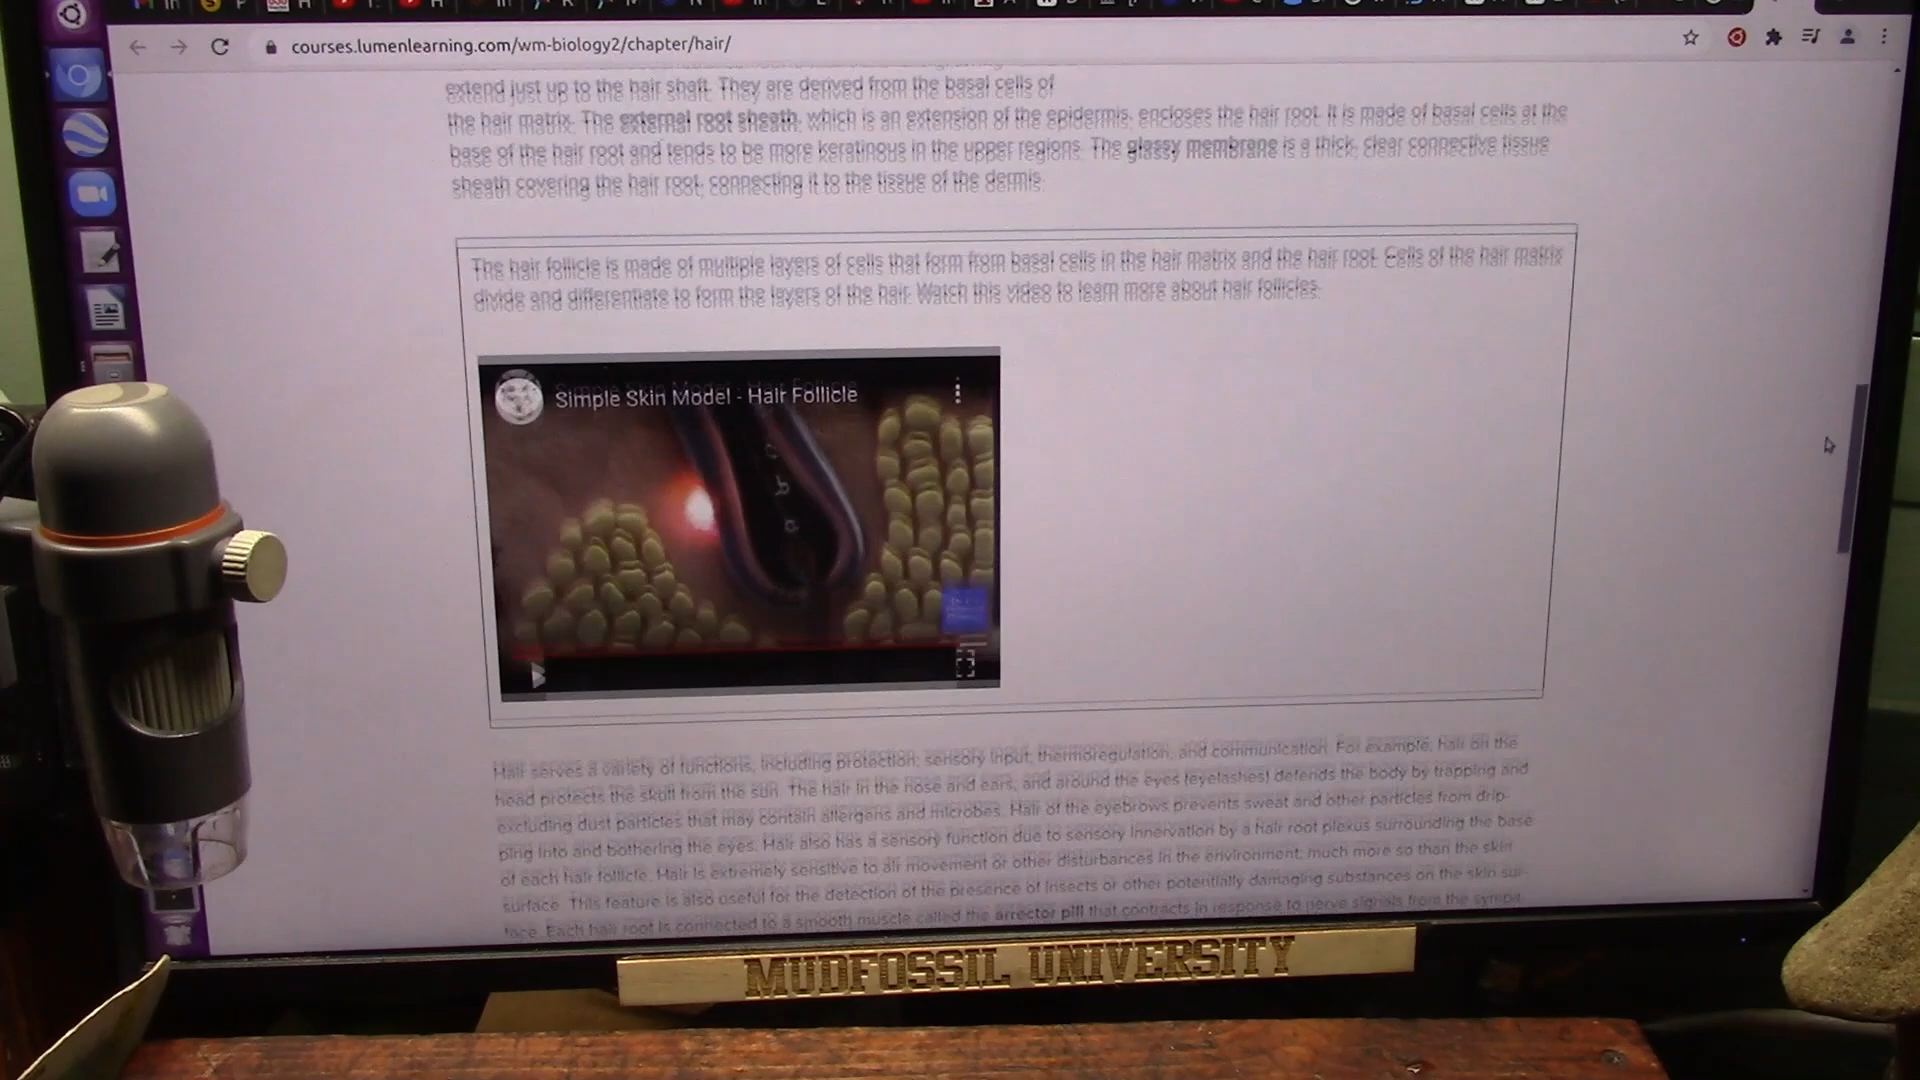 courses.lumenlearning.com/wm-biology2/chapter/hair/
extend just up to the hair shaft. They are derived from the basal cells of
the hair matrix. The external root sheath, which is an extension of the epidermis, encloses the hair root. It is made of basal cells at the
base of the hair root and tends to be more keratinous in the upper regions. The glassy membrane is a thick, clear connective tissue
sheath covering the hair root, connecting it to the tissue of the dermis.
The hair follicle is made of multiple layers of cells that form from basal cells in the hair matrix and the hair root. Cells of the hair matrix
divide and differentiate to form the layers of the hair. Watch this video to learn more about hair follicles.
Simple Skin Model - Hair Follicle
Hair serves a variety of functions, including protection, sensory input, thermoregulation, and communication. For example, hair on the
head protects the skull from the sun. The hair in the nose and ears, and around the eyes (eyelashes) defends the body by trapping and
excluding dust particles that may contain allergens and microbes. Hair of the eyebrows prevents sweat and other particles from drip-
ping into and bothering the eyes. Hair also has a sensory function due to sensory innervation by a hair root plexus surrounding the base
of each hair follicle. Hair is extremely sensitive to air movement or other disturbances in the environment, much more so than the skin
surface. This feature is also useful for the detection of the presence of insects or other potentially damaging substances on the skin sur-
face. Each hair root is connected to a smooth muscle called the arrector pili that contracts in response to nerve signals from the sympa-
MUDFOSSIL UNIVERSITY